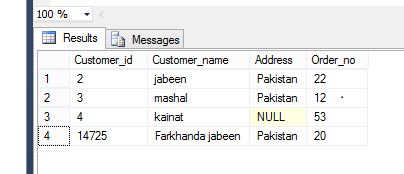 100 %
Results Messages
Customer_id Customer_name Address Order_no
1 2 jabeen Pakistan 22
2 3 mashal Pakistan 12
3 4 kainat NULL 53
4 14725 Farkhanda jabeen Pakistan 20